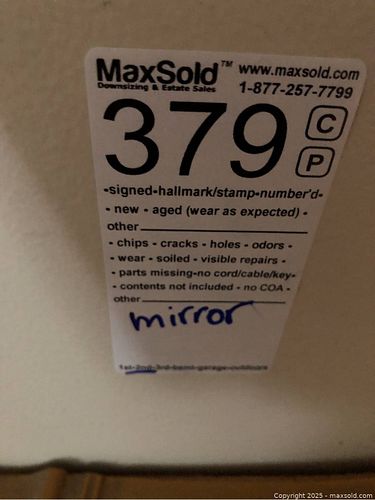 MaxSold™ www.maxsold.com
Downsizing & Estate Sales 1-877-257-7799
379 C
P
-signed-hallmark/stamp-number'd-
- new - aged (wear as expected) -
other
- chips - cracks - holes - odors -
- wear - soiled - visible repairs -
- parts missing-no cord/cable/key-
- contents not included - no COA -
other
mirror
1st-2nd-3rd-bsmt-garage-outdoors
Copyright © 2025 - maxsold.com